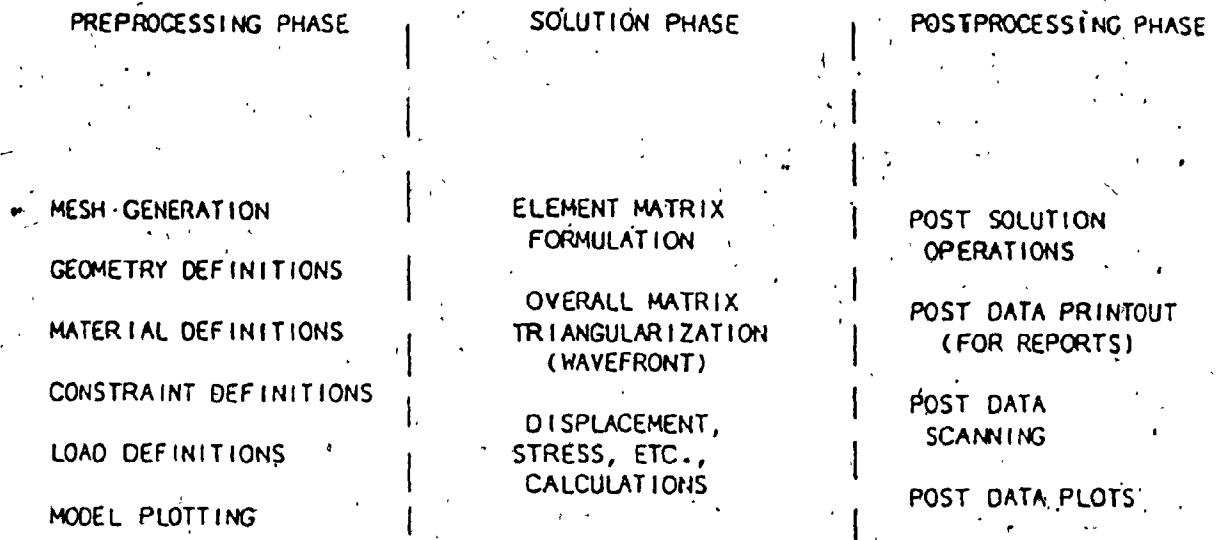 PREPROCESSING PHASE
MESH GENERATION
GEOMETRY DEFINITIONS
MATERIAL DEFINITIONS
CONSTRAINT DEFINITIONS
LOAD DEFINITIONS
MODEL PLOTTING
SOLUTION PHASE
ELEMENT MATRIX
FORMULATION
OVERALL MATRIX
TRIANGULARIZATION
(WAVEFRONT)
DISPLACEMENT,
STRESS, ETC.,
CALCULATIONS
POSTPROCESSING PHASE
POST SOLUTION
OPERATIONS
POST DATA PRINTOUT
(FOR REPORTS)
POST DATA
SCANNING
POST DATA PLOTS